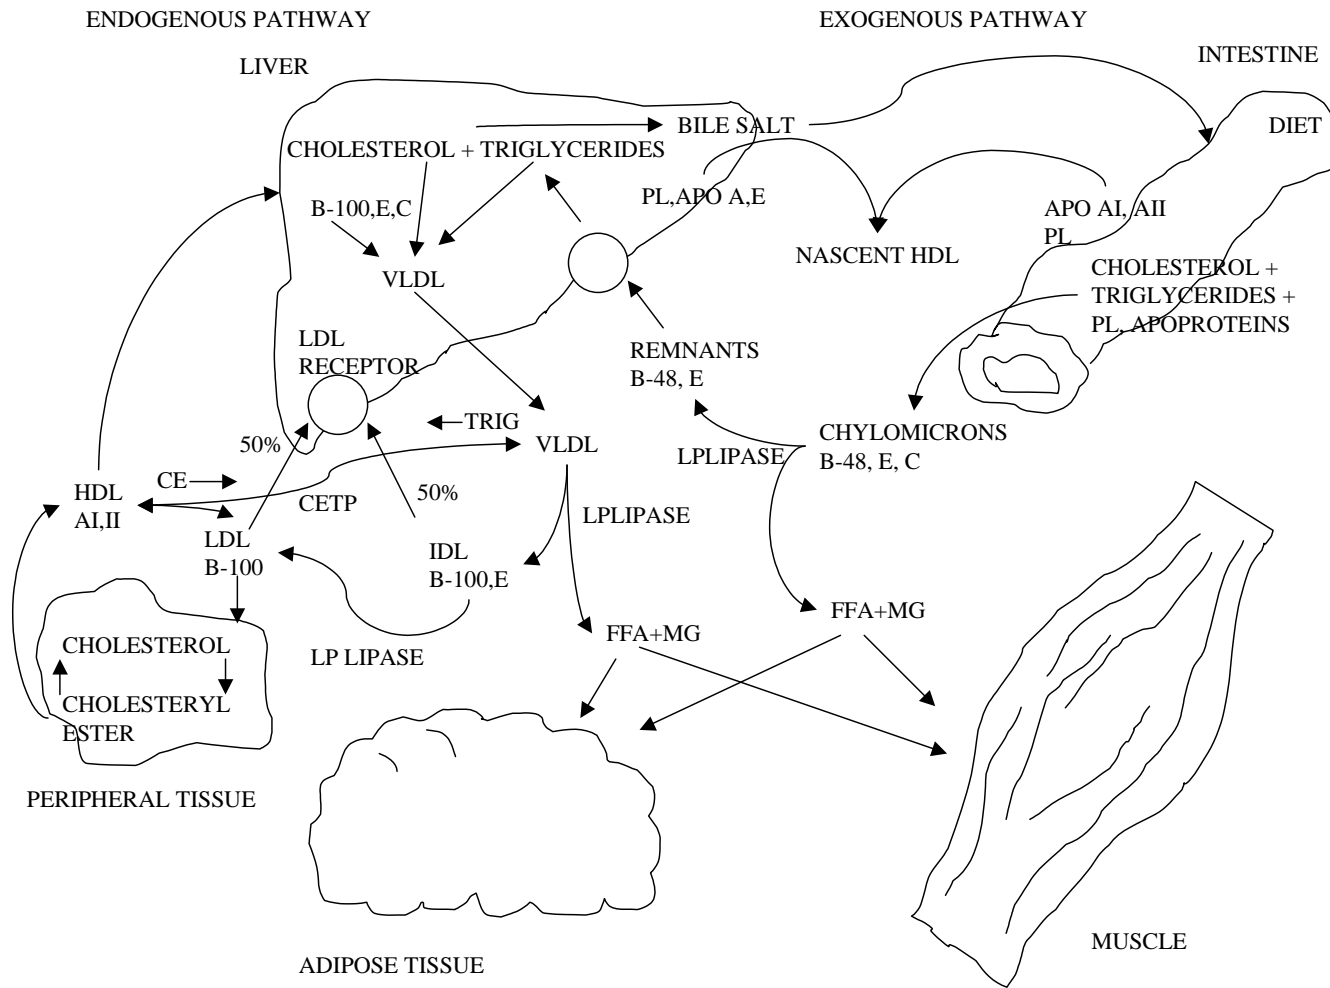 ENDOGENOUS PATHWAY
EXOGENOUS PATHWAY
LIVER
INTESTINE
BILE SALT
DIET
CHOLESTEROL + TRIGLYCERIDES
PL,APO A,E
B-100,E,C
APO AI, AII
PL
NASCENT HDL
VLDL
CHOLESTEROL +
TRIGLYCERIDES +
PL, APOPROTEINS
LDL
RECEPTOR
REMNANTS
B-48, E
TRIG
VLDL
CHYLOMICRONS
B-48, E, C
50%
LPLIPASE
CE
HDL
AI,II
CETP
50%
LPLIPASE
LDL
B-100
IDL
B-100,E
FFA+MG
FFA+MG
CHOLESTEROL
LP LIPASE
CHOLESTERYL
ESTER
PERIPHERAL TISSUE
MUSCLE
ADIPOSE TISSUE